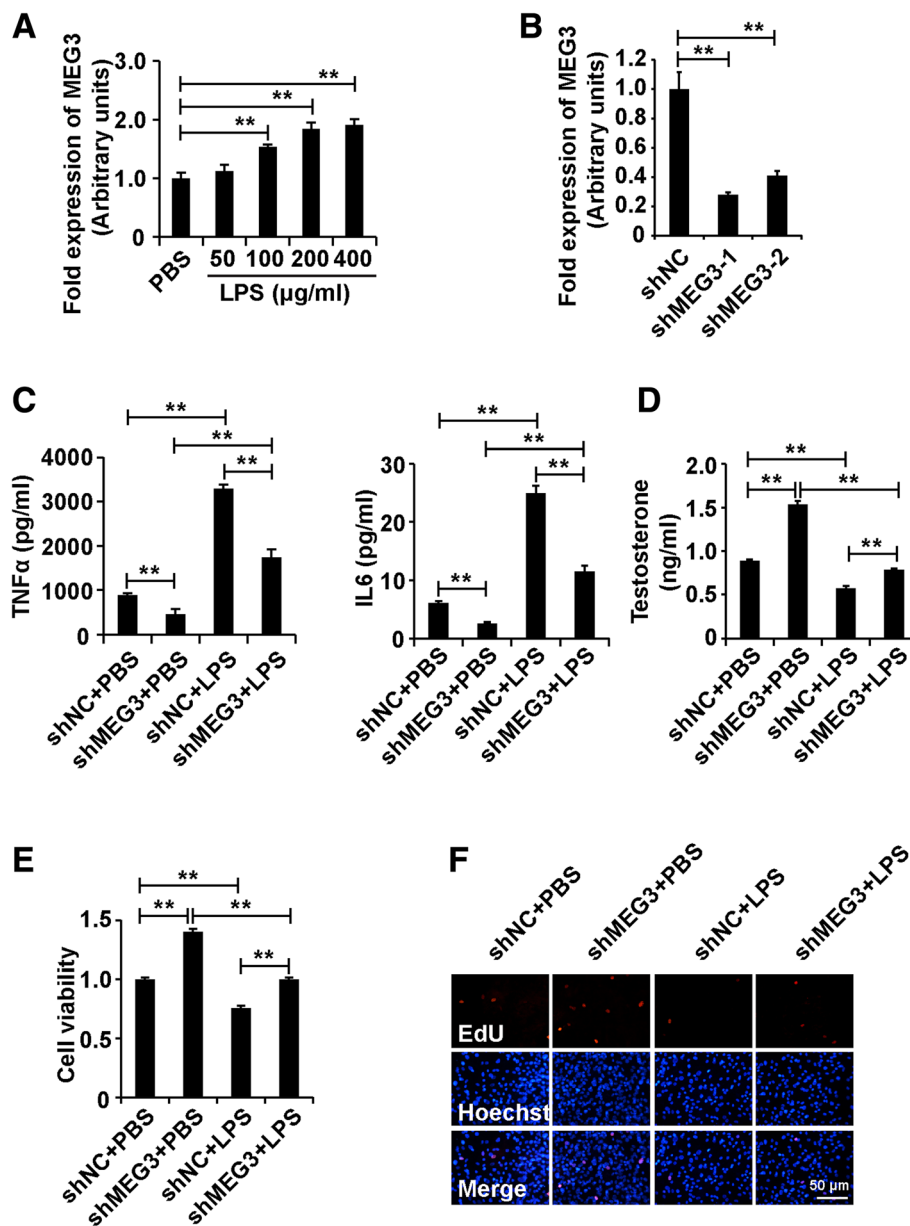 A
Fold expression of MEG3
(Arbitrary units)
3.0
2.0
1.0
0
**
**
**
PBS
50 100 200 400
LPS (μg/ml)
B
Fold expression of MEG3
(Arbitrary units)
1.2
1.0
0.8
0.6
0.4
0.2
0
**
**
shNC
shMEG3-1
shMEG3-2
C
TNFα (pg/ml)
4000
3000
2000
1000
0
**
**
**
**
shNC+PBS
shMEG3+PBS
shNC+LPS
shMEG3+LPS
IL6 (pg/ml)
30
20
10
0
**
**
**
**
shNC+PBS
shMEG3+PBS
shNC+LPS
shMEG3+LPS
D
Testosterone
(ng/ml)
2.0
1.5
1.0
0.5
0
**
**
**
**
shNC+PBS
shMEG3+PBS
shNC+LPS
shMEG3+LPS
E
Cell viability
1.5
1.0
0.5
0
**
**
**
**
shNC+PBS
shMEG3+PBS
shNC+LPS
shMEG3+LPS
F
shNC+PBS
shMEG3+PBS
shNC+LPS
shMEG3+LPS
EdU
Hoechst
Merge
50 μm